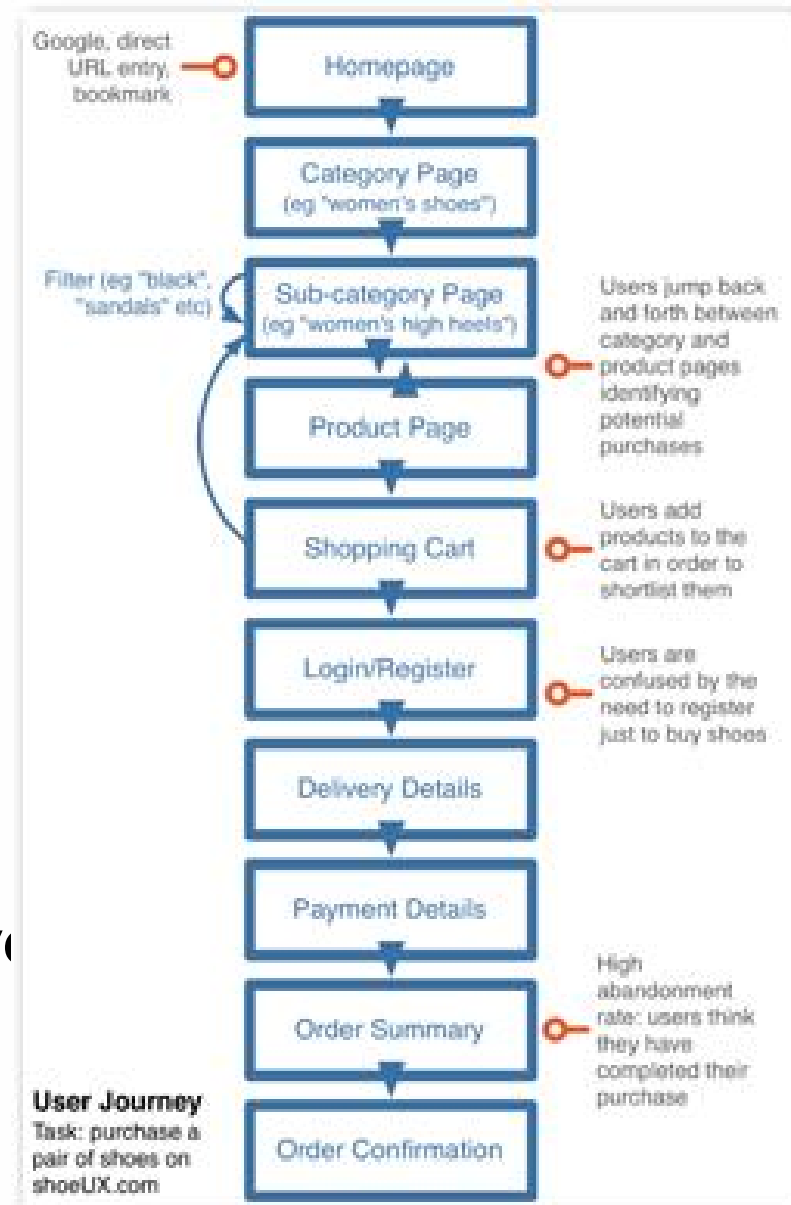 Google, direct
URL entry,
bookmark
Homepage
Category Page
(eg "women's shoes")
Filter (eg "black",
"sandals" etc)
Sub-category Page
(eg "women's high heels")
Users jump back
and forth between
category and
product pages
identifying
potential
purchases
Product Page
Shopping Cart
Users add
products to the
cart in order to
shortlist them
Login/Register
Users are
confused by the
need to register
just to buy shoes
Delivery Details
Payment Details
Order Summary
High
abandonment
rate: users think
they have
completed their
purchase
User Journey
Task: purchase a
pair of shoes on
shoeUX.com
Order Confirmation